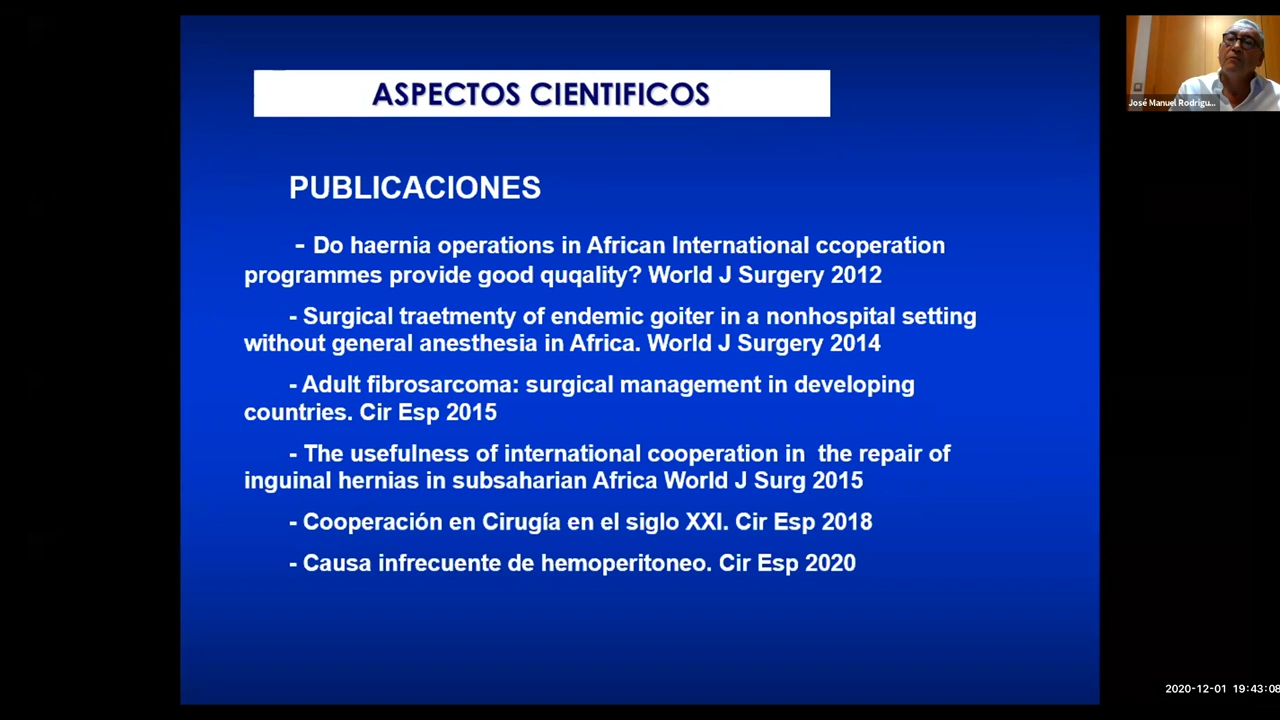 ASPECTOS CIENTIFICOS
José Manuel Rodrígu...
PUBLICACIONES
- Do haernia operations in African International ccoperation
programmes provide good quqality? World J Surgery 2012
- Surgical traetmenty of endemic goiter in a nonhospital setting
without general anesthesia in Africa. World J Surgery 2014
- Adult fibrosarcoma: surgical management in developing
countries. Cir Esp 2015
- The usefulness of international cooperation in  the repair of
inguinal hernias in subsaharian Africa World J Surg 2015
- Cooperación en Cirugía en el siglo XXI. Cir Esp 2018
- Causa infrecuente de hemoperitoneo. Cir Esp 2020
2020-12-01 19:43:08